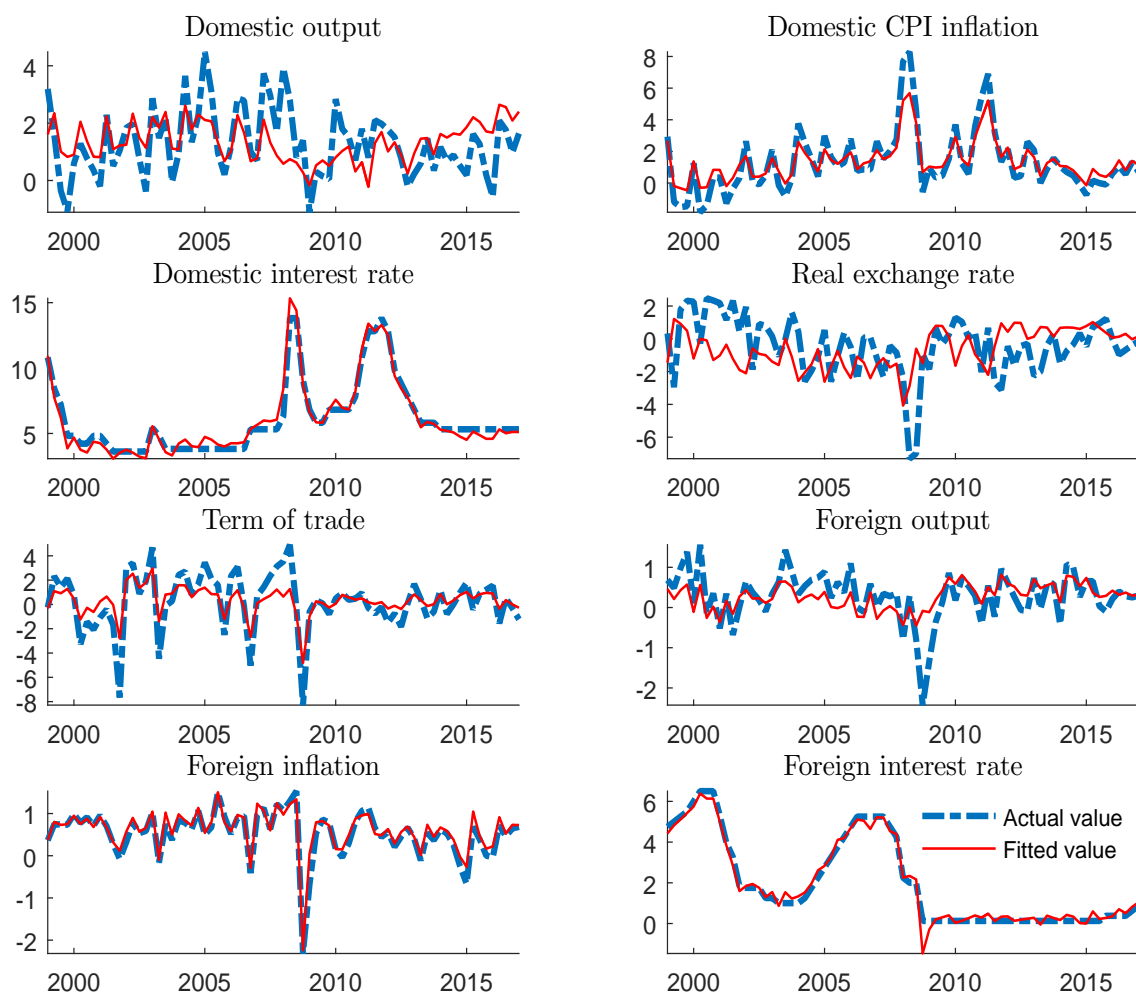 Domestic output
4
2
0
2000 2005 2010 2015
Domestic CPI inflation
8
6
4
2
0
2000 2005 2010 2015
Domestic interest rate
15
10
5
2000 2005 2010 2015
Real exchange rate
2
0
-2
-4
-6
2000 2005 2010 2015
Term of trade
4
2
0
-2
-4
-6
-8
2000 2005 2010 2015
Foreign output
1
0
-1
-2
2000 2005 2010 2015
Foreign inflation
1
0
-1
-2
2000 2005 2010 2015
Foreign interest rate
6
4
2
0
2000 2005 2010 2015
Actual value
Fitted value